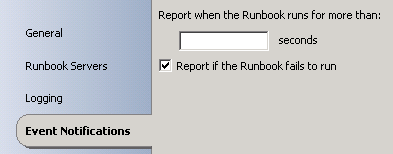 General
Runbook Servers
Logging
Event Notifications
Report when the Runbook runs for more than:
seconds
Report if the Runbook fails to run